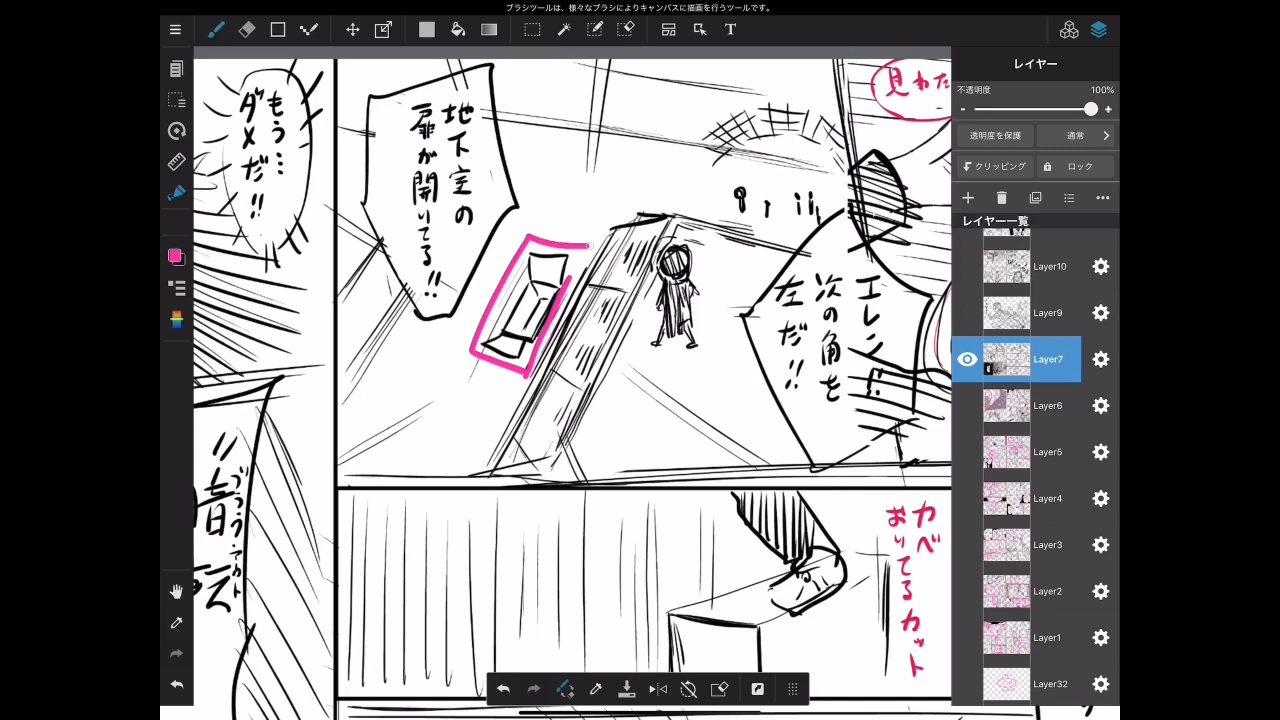 ブラシツールは、様々なブラシによりキャンパスに描画を行うツールです。
T
レイヤー
不透明度
100%
透明度を保護
通常
クリッピング
ロック
レイヤー一覧
Layer10
Layer9
Layer7
Layer6
Layer5
Layer4
Layer3
Layer2
Layer1
Layer32
見わた
エレン!!
次の角を
左だ!!
地下室の
扉が開いてる!!
もう…
ダメだ!!
カベ
おりてるカット